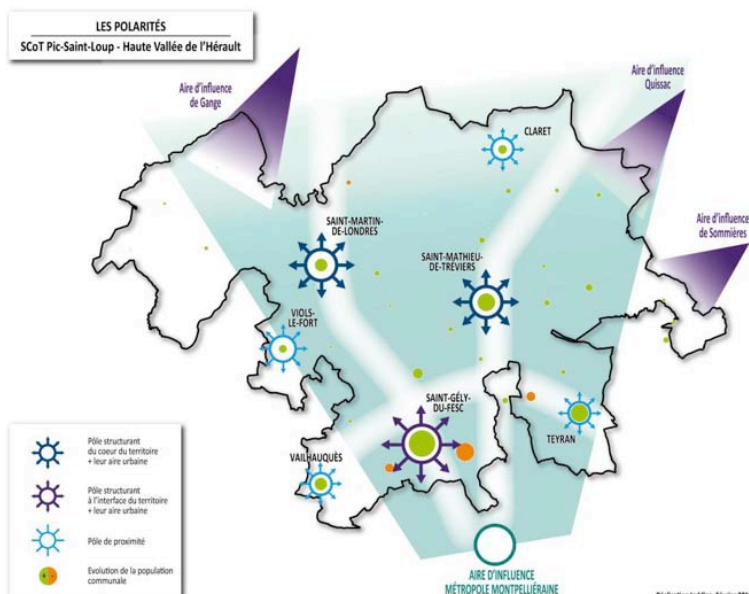 LES POLARITÉS
SCoT Pic-Saint-Loup - Haute Vallée de l'Hérault
Aire d'influence
de Gange
Aire d'influence
Quissac
CLARET
SAINT-MARTIN-
DE-LONDRES
SAINT-MATHIEU-
DE-TRÉVIERS
Aire d'influence
de Sommières
VIOLS-
LE-FORT
SAINT-GÉLY-
DU-FESC
TEYRAN
VAILHAUQUÈS
Pôle structurant
du coeur du territoire
+ leur aire urbaine
Pôle structurant
à l'interface du territoire
+ leur aire urbaine
Pôle de proximité
Evolution de la population
communale
AIRE D'INFLUENCE
MÉTROPOLE MONTPELLIÉRAINE